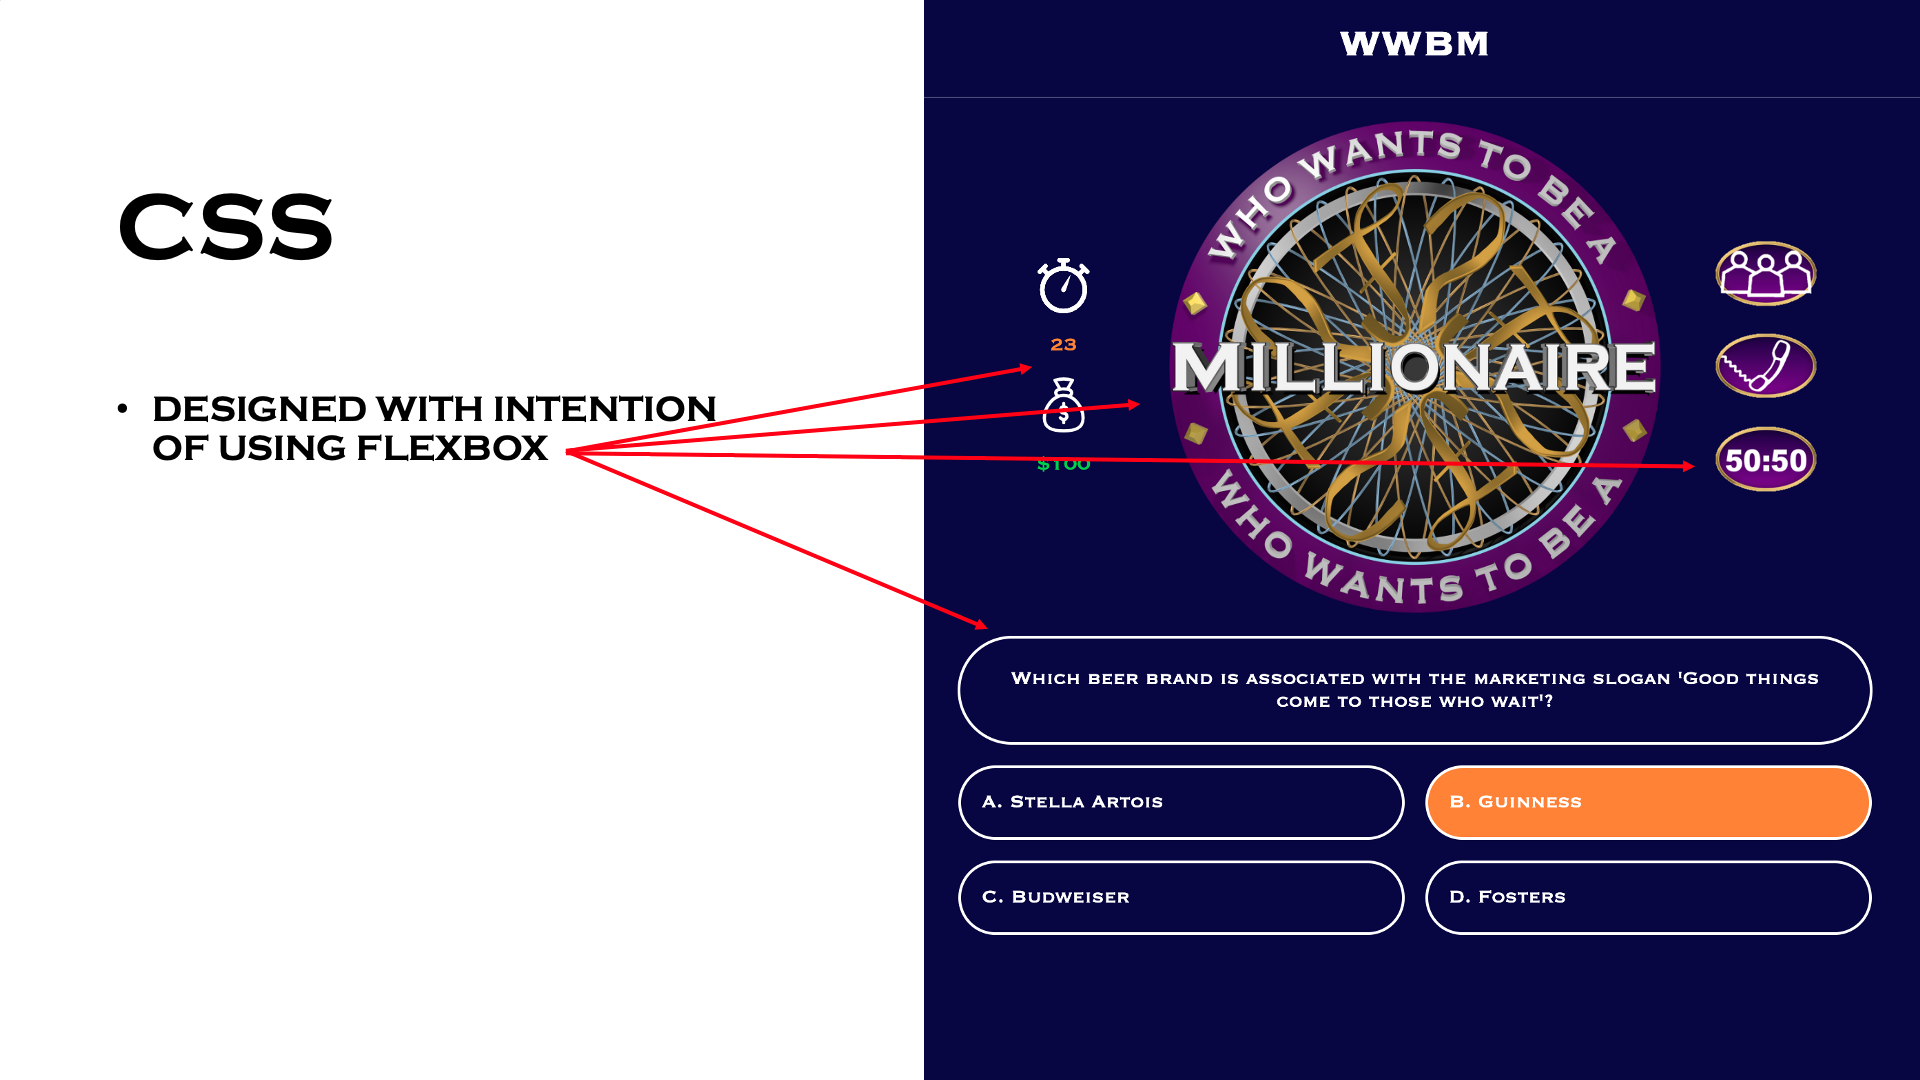 CSS
• DESIGNED WITH INTENTION
OF USING FLEXBOX
WWBM
WHO WANTS TO BE A
MILLIONAIRE
WHO WANTS TO BE A
23
$
$100
50:50
Which beer brand is associated with the marketing slogan 'Good things
come to those who wait'?
A. Stella Artois
B. Guinness
C. Budweiser
D. Fosters